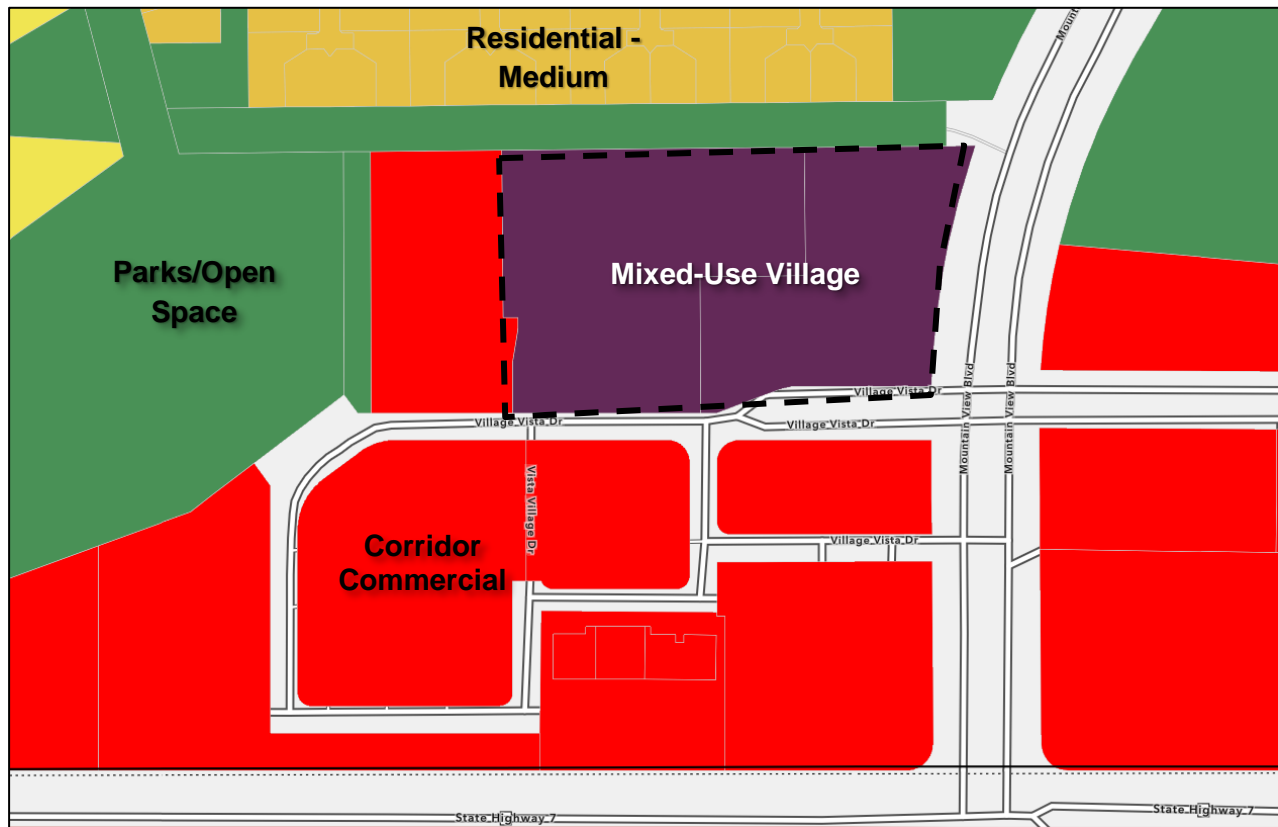 Mount
Residential -
Medium
Parks/Open
Space
Mixed-Use Village
Village Vista Dr
Village Vista Dr
Village Vista Dr
Mountain View Blvd
Mountain View Blvd
Vista Village Dr
Corridor
Commercial
Village Vista Dr
State Highway 7
State Highway 7